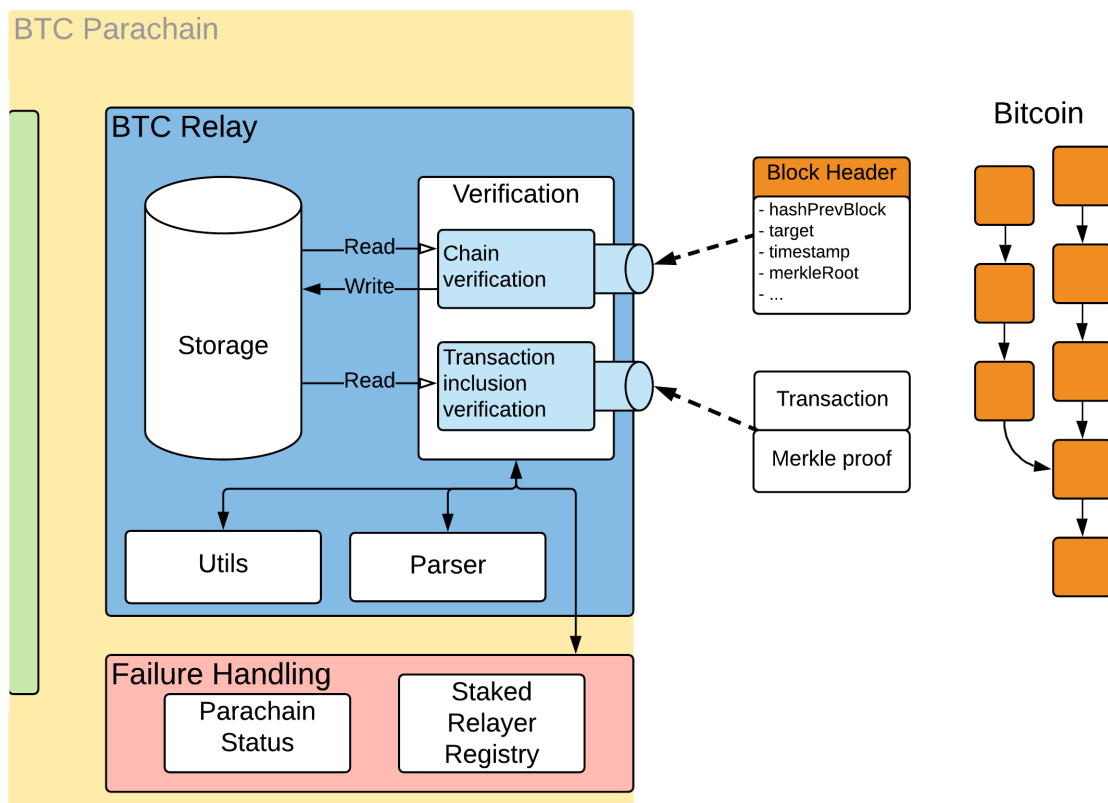 BTC Parachain
BTC Relay
Storage
Read
Write
Read
Verification
Chain
verification
Transaction
inclusion
verification
Utils
Parser
Failure Handling
Parachain
Status
Staked
Relayer
Registry
Block Header
- hashPrevBlock
- target
- timestamp
- merkleRoot
- ...
Transaction
Merkle proof
Bitcoin